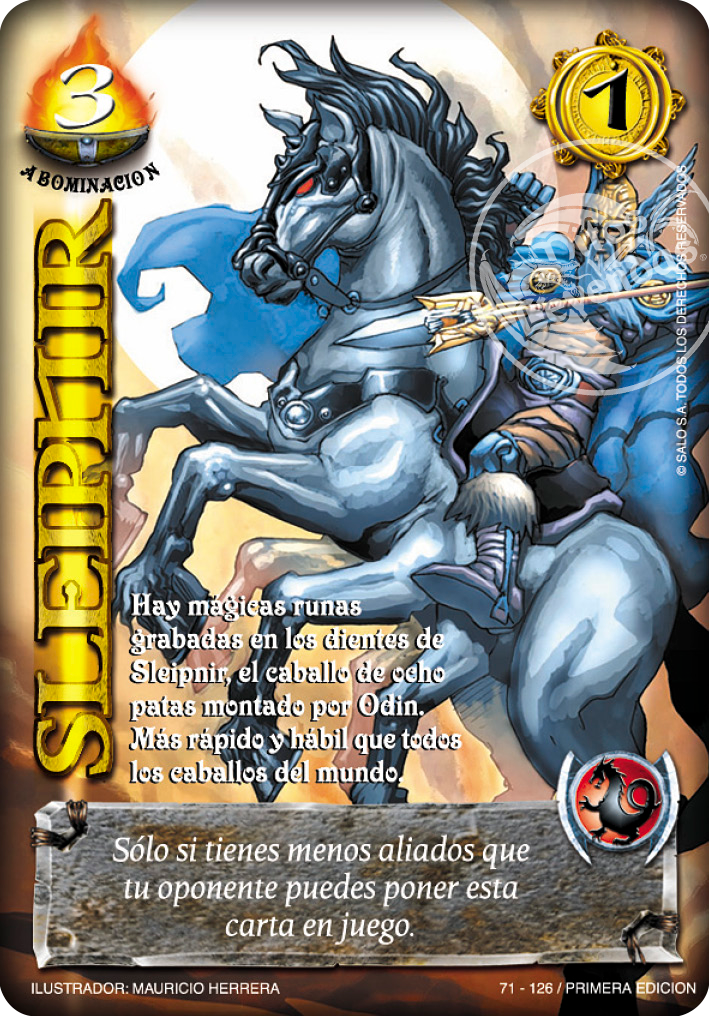 3
1
ABOMINACION
SLEIPNIR
Hay mágicas runas
grabadas en los dientes de
Sleipnir, el caballo de ocho
patas montado por Odin.
Más rápido y hábil que todos
los caballos del mundo.
Sólo si tienes menos aliados que
tu oponente puedes poner esta
carta en juego.
© SALO S.A. TODOS LOS DERECHOS RESERVADOS
ILUSTRADOR: MAURICIO HERRERA
71 - 126 / PRIMERA EDICION